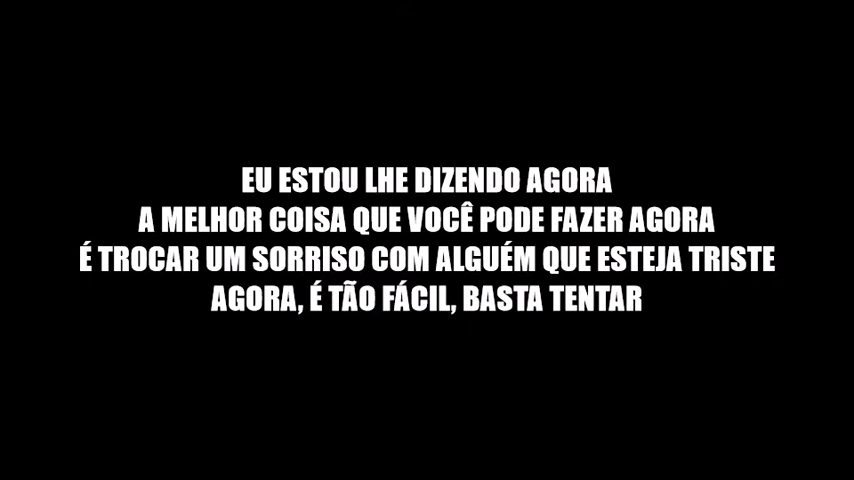 EU ESTOU LHE DIZENDO AGORA
A MELHOR COISA QUE VOCÊ PODE FAZER AGORA
É TROCAR UM SORRISO COM ALGUÉM QUE ESTEJA TRISTE
AGORA, É TÃO FÁCIL, BASTA TENTAR